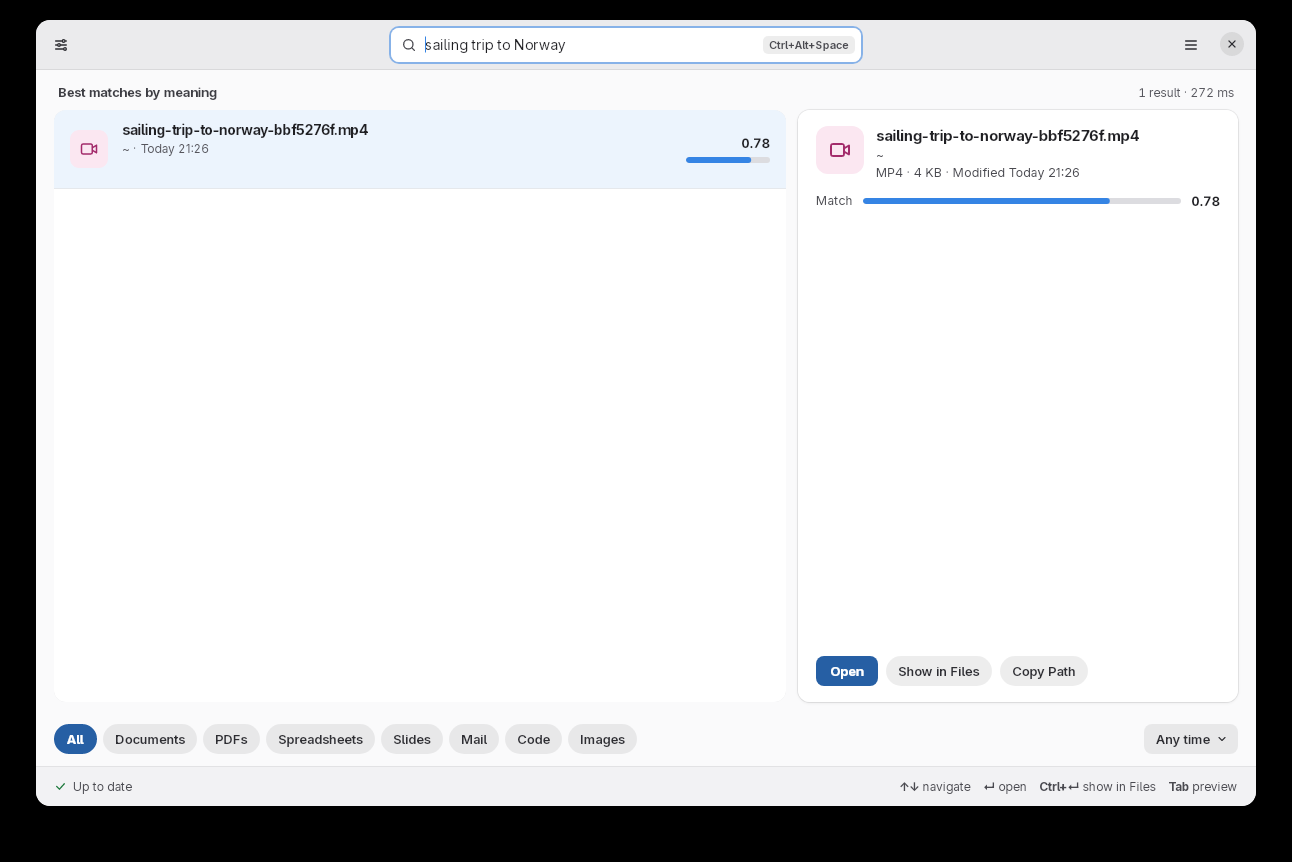 sailing trip to Norway
Ctrl+Alt+Space
Best matches by meaning
1 result · 272 ms
sailing-trip-to-norway-bbf5276f.mp4
~ · Today 21:26
0.78
sailing-trip-to-norway-bbf5276f.mp4
~
MP4 · 4 KB · Modified Today 21:26
Match 0.78
Open Show in Files Copy Path
All Documents PDFs Spreadsheets Slides Mail Code Images
Any time
Up to date
↑↓ navigate ↵ open Ctrl+↵ show in Files Tab preview